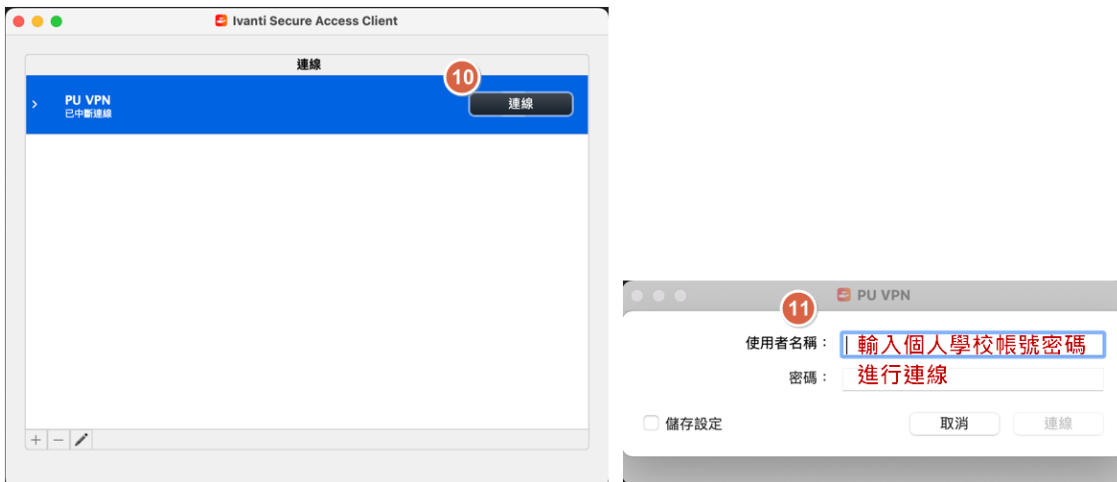 Ivanti Secure Access Client
連線
10
PU VPN
連線
已中斷連線
PU VPN
11
使用者名稱： 輸入個人學校帳號密碼
密碼： 進行連線
儲存設定
取消
連線